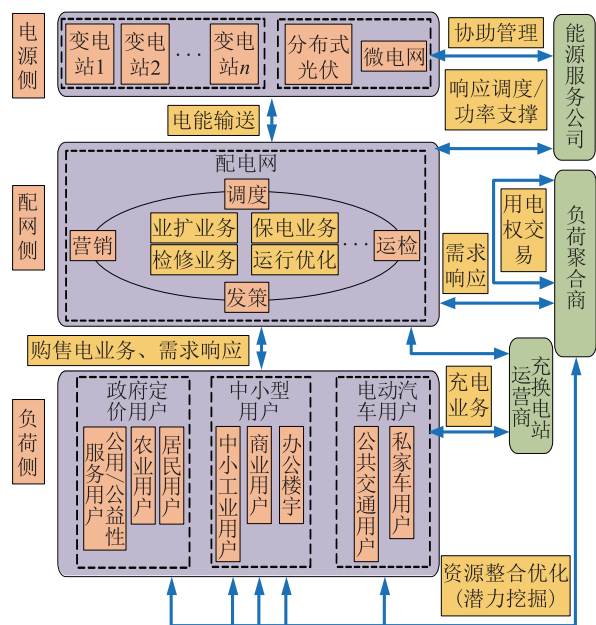 电源侧
变电站1
变电站2
···
变电站n
分布式
光伏
微电网
协助管理
能源服务公司
响应调度/
功率支撑
电能输送
配网侧
配电网
调度
营销
业扩业务
保电业务
检修业务
运行优化
···
运检
发策
用电
权交
易
需求
响应
负荷聚合商
购售电业务、需求响应
负荷侧
政府定
价用户
公用/公益性
服务用户
农业用户
居民用户
中小型
用户
中小工业用户
商业用户
办公楼宇
电动汽
车用户
公共交通用户
私家车用户
充电
业务
充换电站
运营商
资源整合优化
(潜力挖掘)